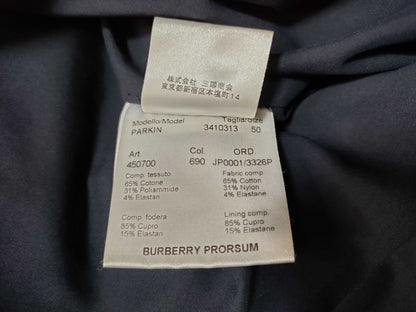 株式会社 三陽商会
東京都新宿区本塩町14
Modello/Model Taglia/Size
PARKIN 3410313 50
Art. Col. ORD.
450700 690 JP0001/3326P
Comp. tessuto Fabric comp.
65% Cotone 65% Cotton
31% Poliammide 31% Nylon
4% Elastan 4% Elastan
Comp. fodera Lining comp.
85% Cupro 85% Cupro
15% Elastan 15% Elastan
BURBERRY PRORSUM